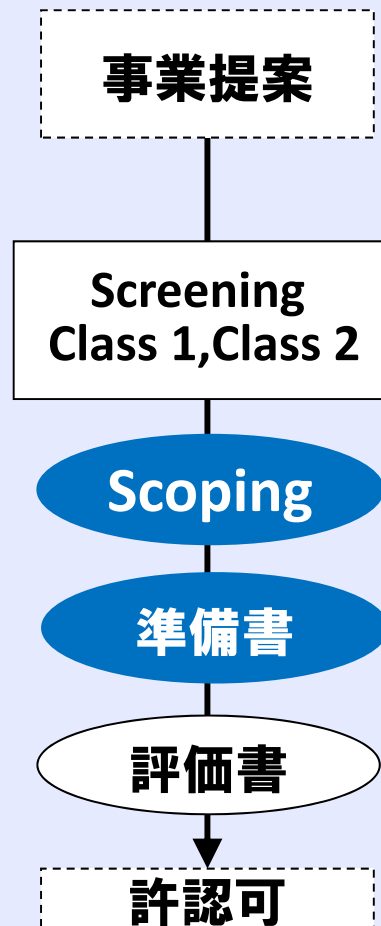 事業提案
Screening
Class 1,Class 2
Scoping
準備書
評価書
許認可